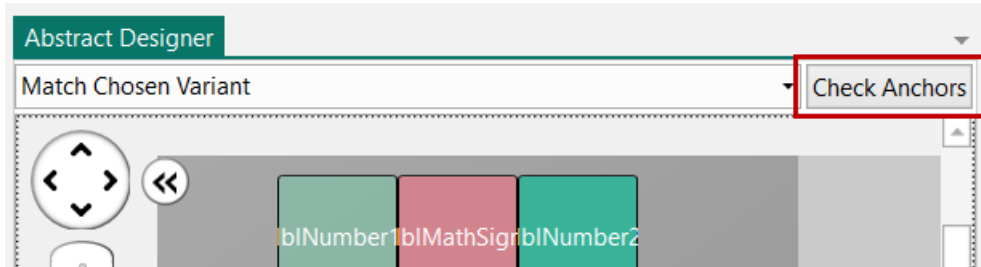 Abstract Designer
Match Chosen Variant
Check Anchors
lblNumber1
lblMathSign
lblNumber2